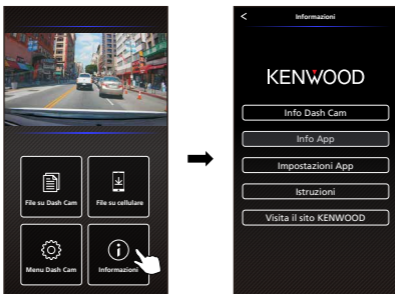 File su Dash Cam
File su cellulare
Menu Dash Cam
Informazioni
<
Informazioni
KENWOOD
Info Dash Cam
Info App
Impostazioni App
Istruzioni
Visita il sito KENWOOD